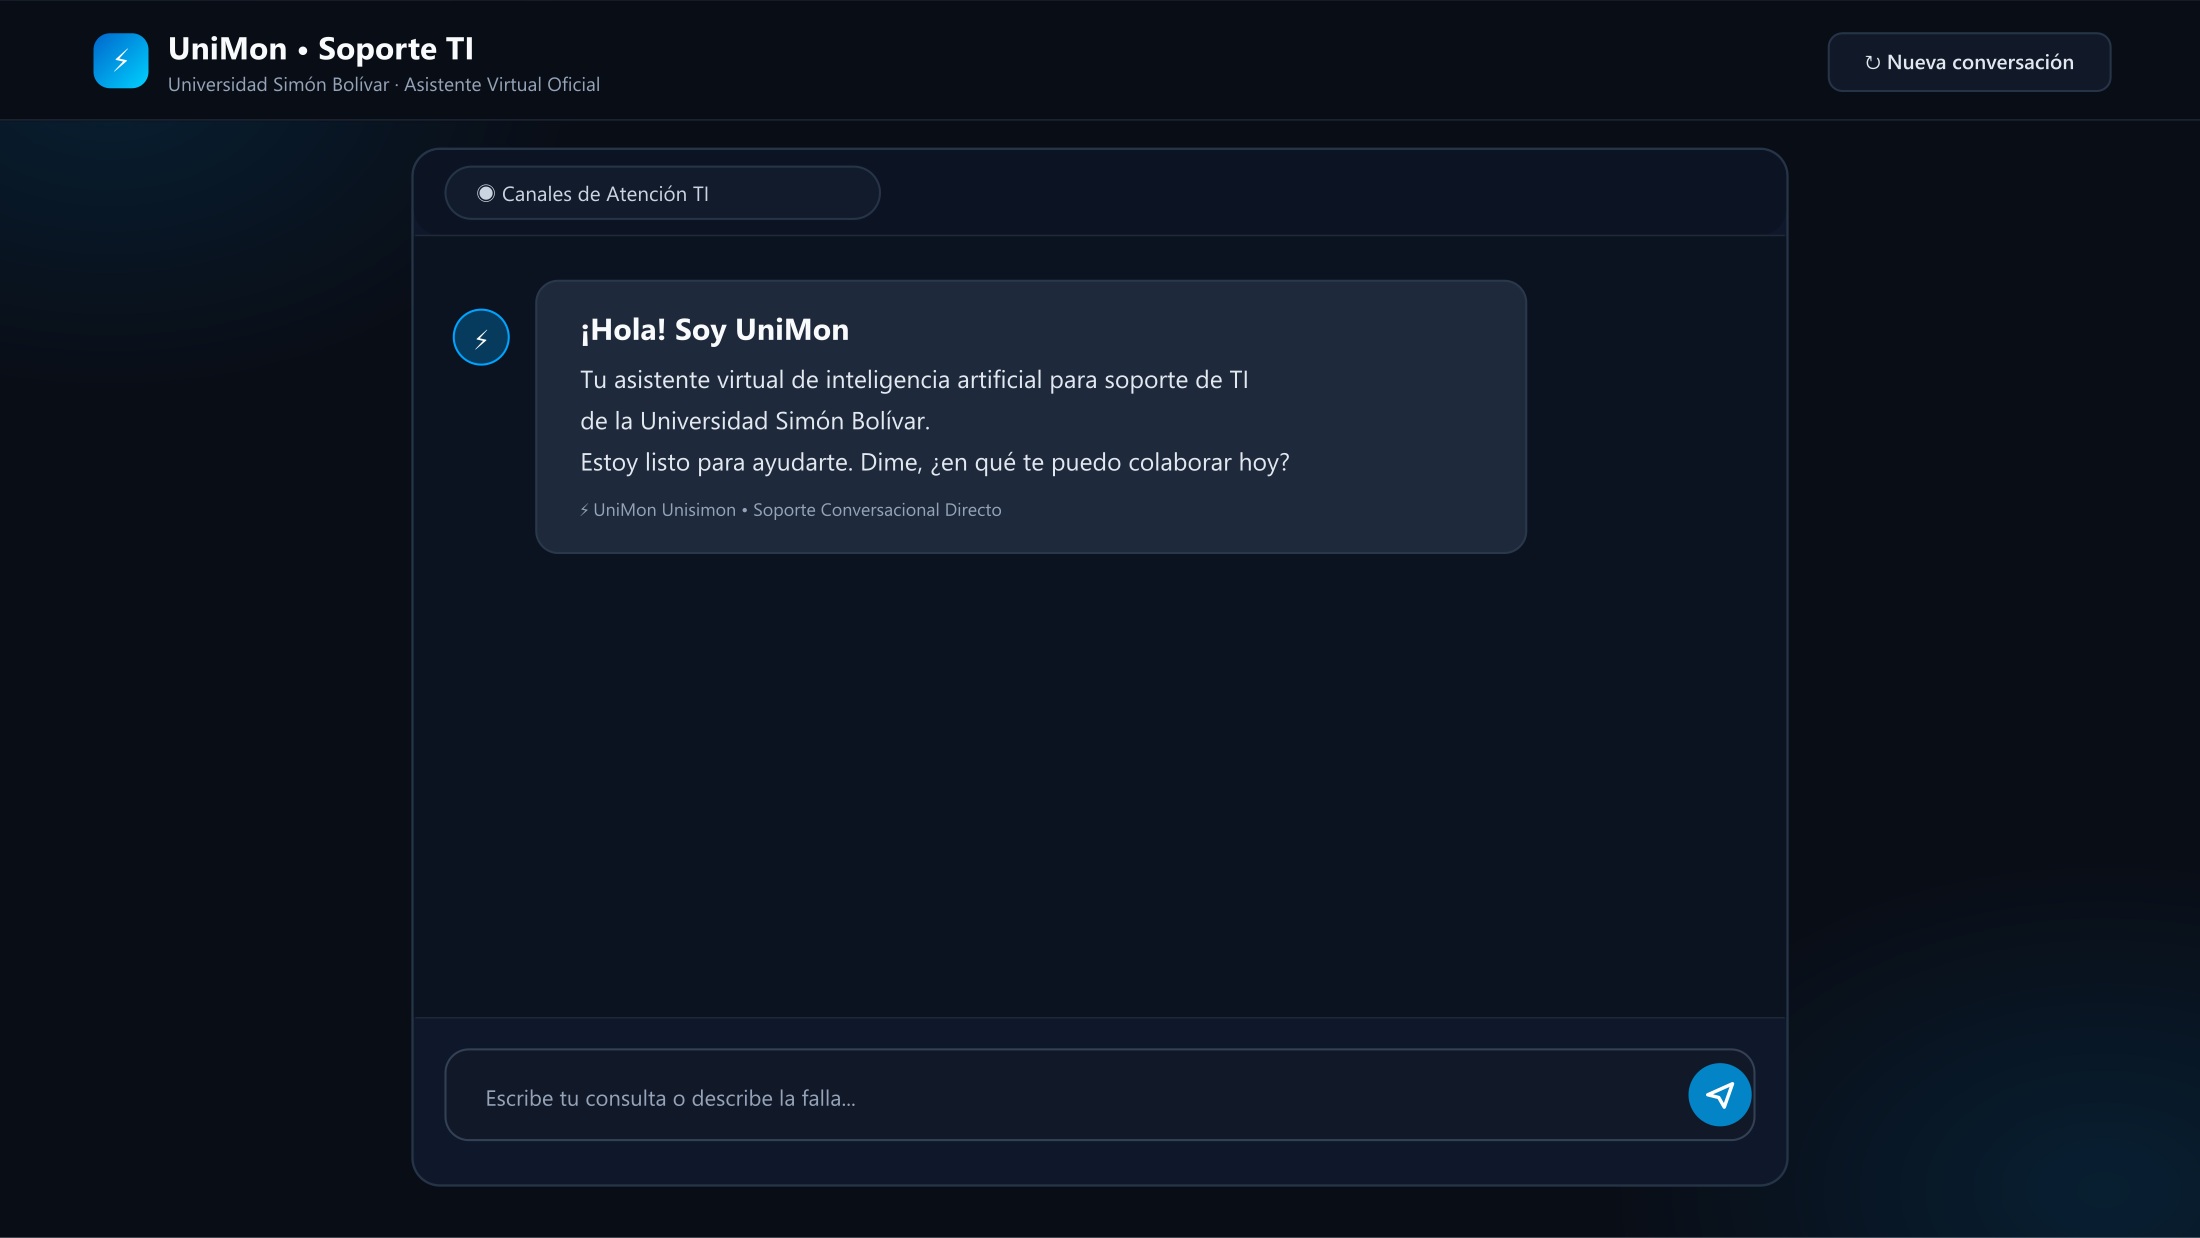 ⚡ UniMon • Soporte TI
Universidad Simón Bolívar · Asistente Virtual Oficial
↻ Nueva conversación
◉ Canales de Atención TI
⚡
¡Hola! Soy UniMon
Tu asistente virtual de inteligencia artificial para soporte de TI
de la Universidad Simón Bolívar.
Estoy listo para ayudarte. Dime, ¿en qué te puedo colaborar hoy?
⚡ UniMon Unisimon • Soporte Conversacional Directo
Escribe tu consulta o describe la falla...